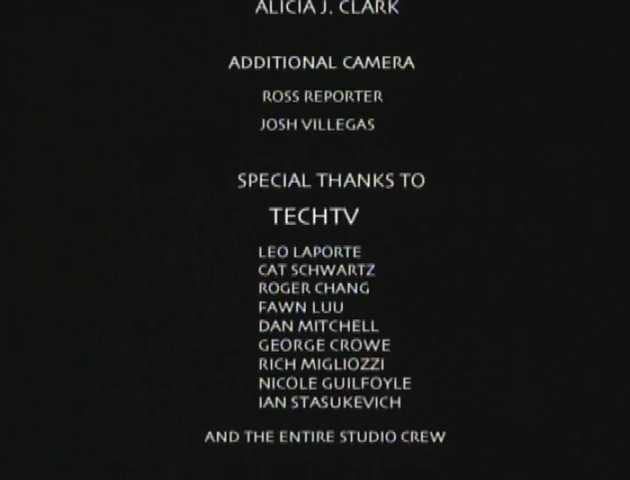 ALICIA J. CLARK
ADDITIONAL CAMERA
ROSS REPORTER
JOSH VILLEGAS
SPECIAL THANKS TO
TECHTV
LEO LAPORTE
CAT SCHWARTZ
ROGER CHANG
FAWN LUU
DAN MITCHELL
GEORGE CROWE
RICH MIGLIOZZI
NICOLE GUILFOYLE
IAN STASUKEVICH
AND THE ENTIRE STUDIO CREW